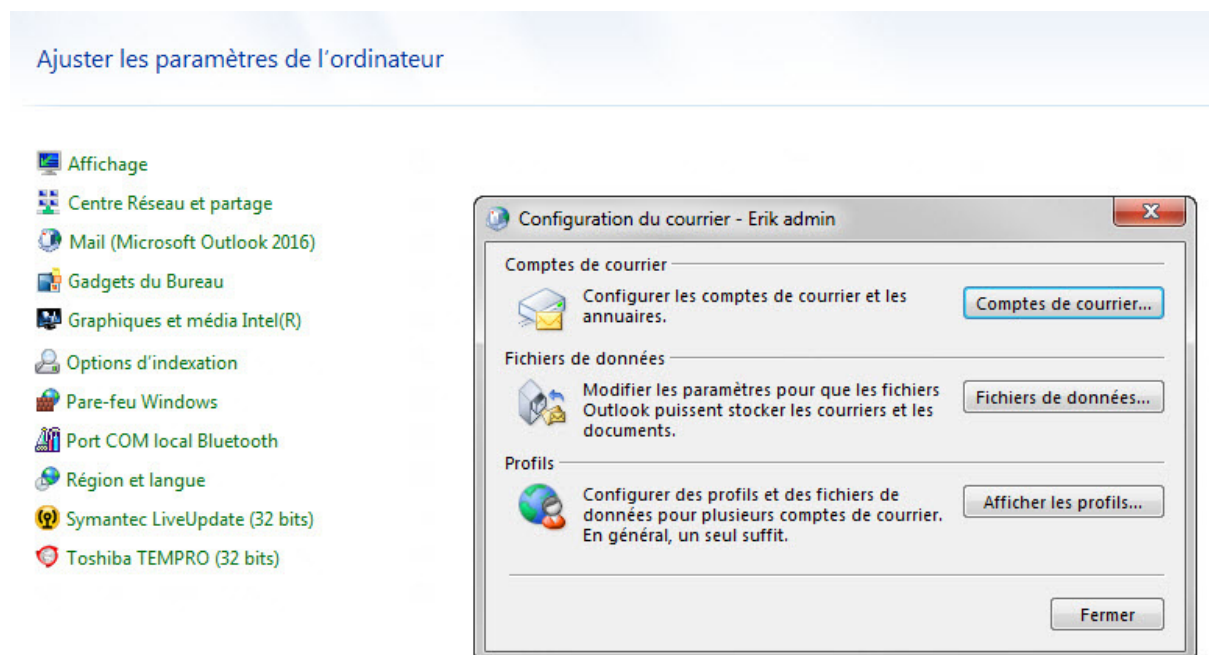 Ajuster les paramètres de l'ordinateur
Affichage
Centre Réseau et partage
Mail (Microsoft Outlook 2016)
Gadgets du Bureau
Graphiques et média Intel(R)
Options d'indexation
Pare-feu Windows
Port COM local Bluetooth
Région et langue
Symantec LiveUpdate (32 bits)
Toshiba TEMPRO (32 bits)
Configuration du courrier - Erik admin
Comptes de courrier
Configurer les comptes de courrier et les
annuaires.
Comptes de courrier...
Fichiers de données
Modifier les paramètres pour que les fichiers
Outlook puissent stocker les courriers et les
documents.
Fichiers de données...
Profils
Configurer des profils et des fichiers de
données pour plusieurs comptes de courrier.
En général, un seul suffit.
Afficher les profils...
Fermer